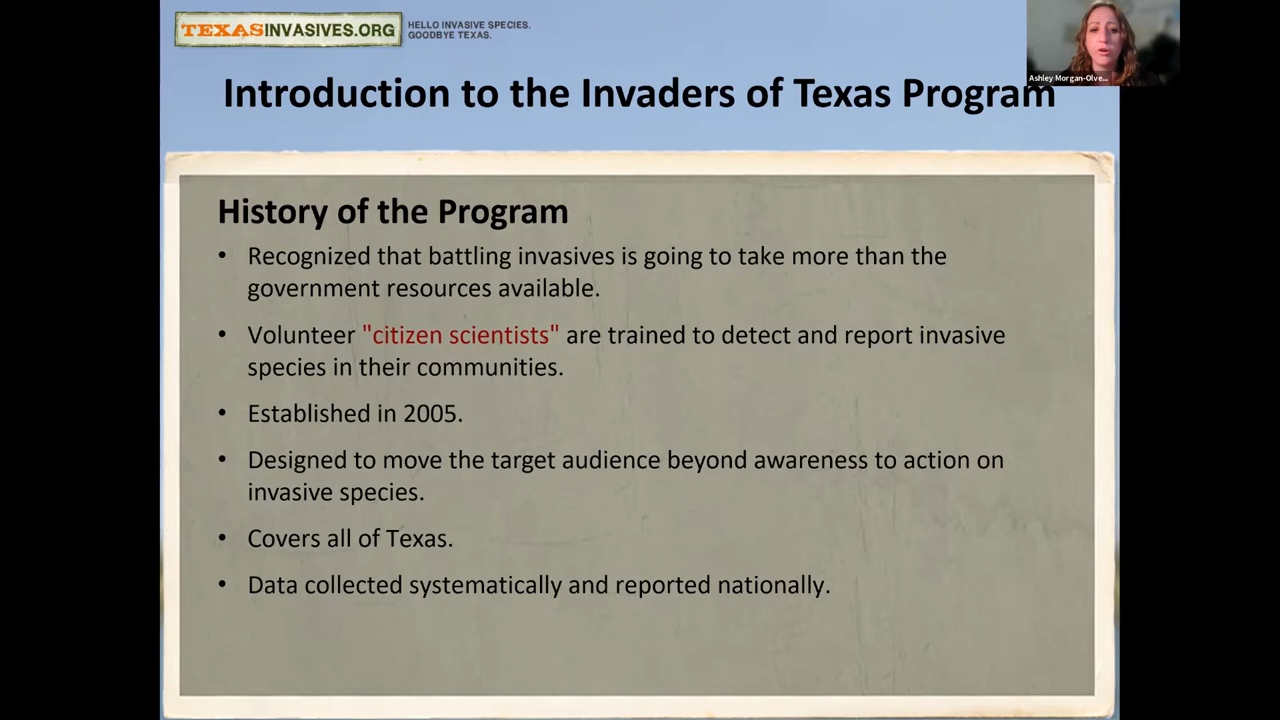 TEXASINVASIVES.ORG
HELLO INVASIVE SPECIES.
GOODBYE TEXAS.
Ashley Morgan-Olve...
Introduction to the Invaders of Texas Program
History of the Program
• Recognized that battling invasives is going to take more than the
government resources available.
• Volunteer "citizen scientists" are trained to detect and report invasive
species in their communities.
• Established in 2005.
• Designed to move the target audience beyond awareness to action on
invasive species.
• Covers all of Texas.
• Data collected systematically and reported nationally.